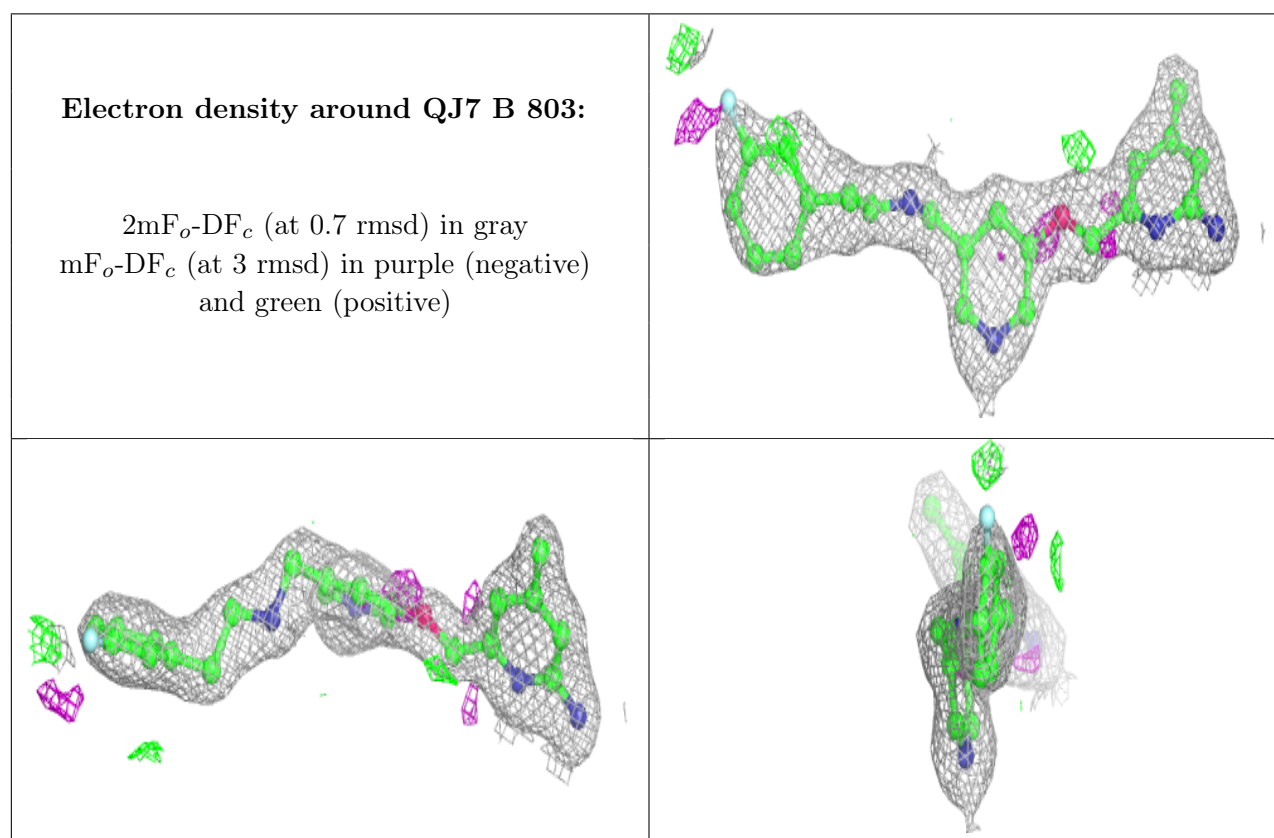 Electron density around QJ7 B 803:
2mFo-DFc (at 0.7 rmsd) in gray
mFo-DFc (at 3 rmsd) in purple (negative)
and green (positive)